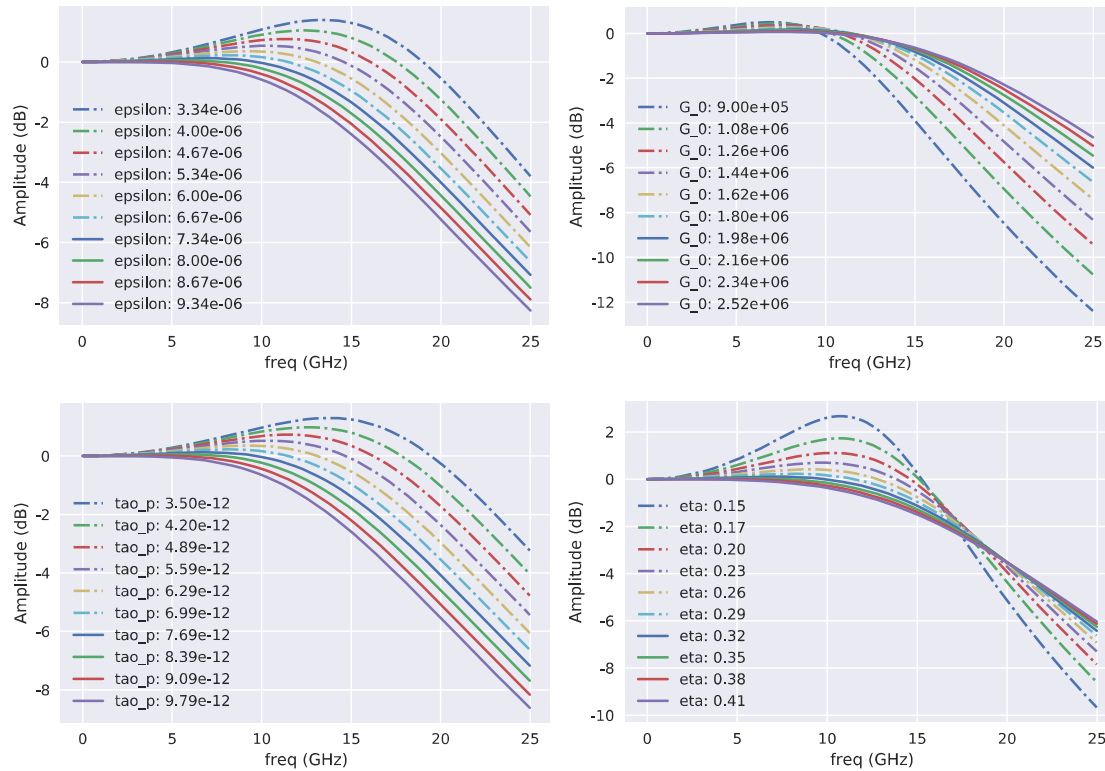 0
-2
-4
-6
-8
Amplitude (dB)
epsilon: 3.34e-06
epsilon: 4.00e-06
epsilon: 4.67e-06
epsilon: 5.34e-06
epsilon: 6.00e-06
epsilon: 6.67e-06
epsilon: 7.34e-06
epsilon: 8.00e-06
epsilon: 8.67e-06
epsilon: 9.34e-06
0 5 10 15 20 25
freq (GHz)
0
-2
-4
-6
-8
-10
-12
Amplitude (dB)
G_0: 9.00e+05
G_0: 1.08e+06
G_0: 1.26e+06
G_0: 1.44e+06
G_0: 1.62e+06
G_0: 1.80e+06
G_0: 1.98e+06
G_0: 2.16e+06
G_0: 2.34e+06
G_0: 2.52e+06
0 5 10 15 20 25
freq (GHz)
0
-2
-4
-6
-8
Amplitude (dB)
tao_p: 3.50e-12
tao_p: 4.20e-12
tao_p: 4.89e-12
tao_p: 5.59e-12
tao_p: 6.29e-12
tao_p: 6.99e-12
tao_p: 7.69e-12
tao_p: 8.39e-12
tao_p: 9.09e-12
tao_p: 9.79e-12
0 5 10 15 20 25
freq (GHz)
2
0
-2
-4
-6
-8
-10
Amplitude (dB)
eta: 0.15
eta: 0.17
eta: 0.20
eta: 0.23
eta: 0.26
eta: 0.29
eta: 0.32
eta: 0.35
eta: 0.38
eta: 0.41
0 5 10 15 20 25
freq (GHz)